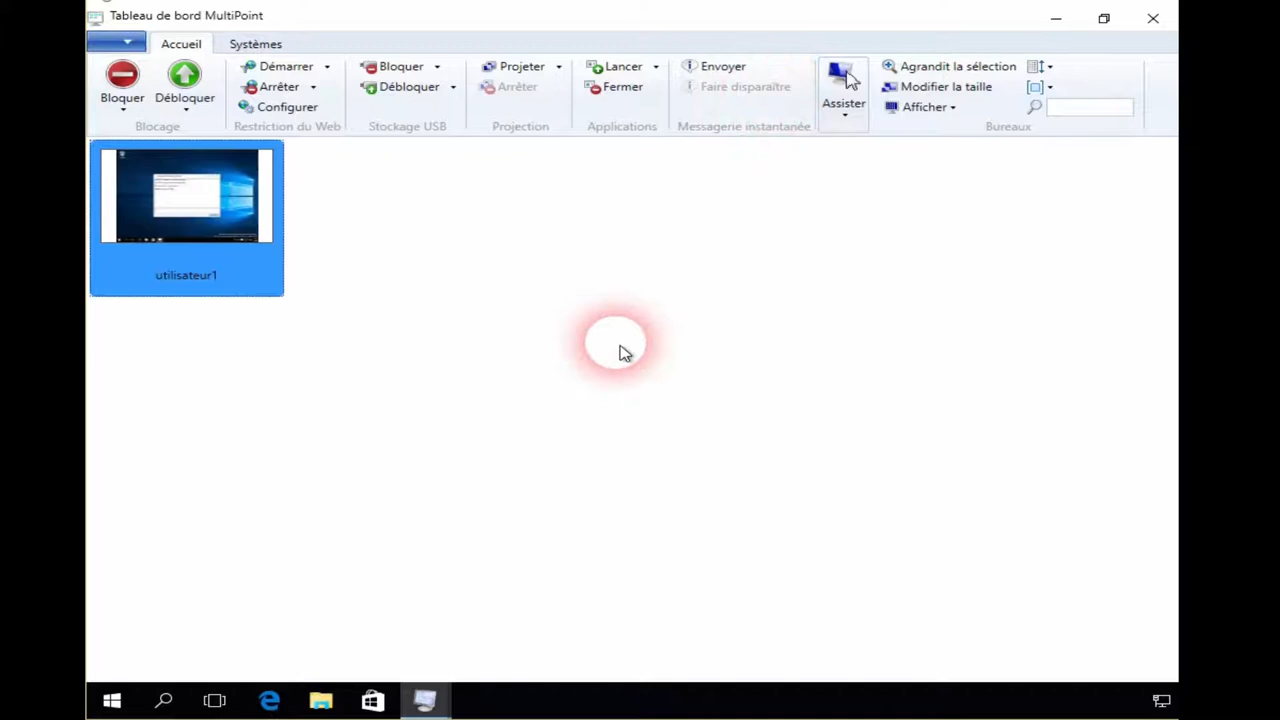 Tableau de bord MultiPoint
Accueil Systèmes
Bloquer Débloquer
Blocage
Démarrer
Arrêter
Configurer
Restriction du Web
Bloquer
Débloquer
Stockage USB
Projeter
Arrêter
Projection
Lancer
Fermer
Applications
Envoyer
Faire disparaître
Messagerie instantanée
Assister
Agrandit la sélection
Modifier la taille
Afficher
Bureaux
utilisateur1